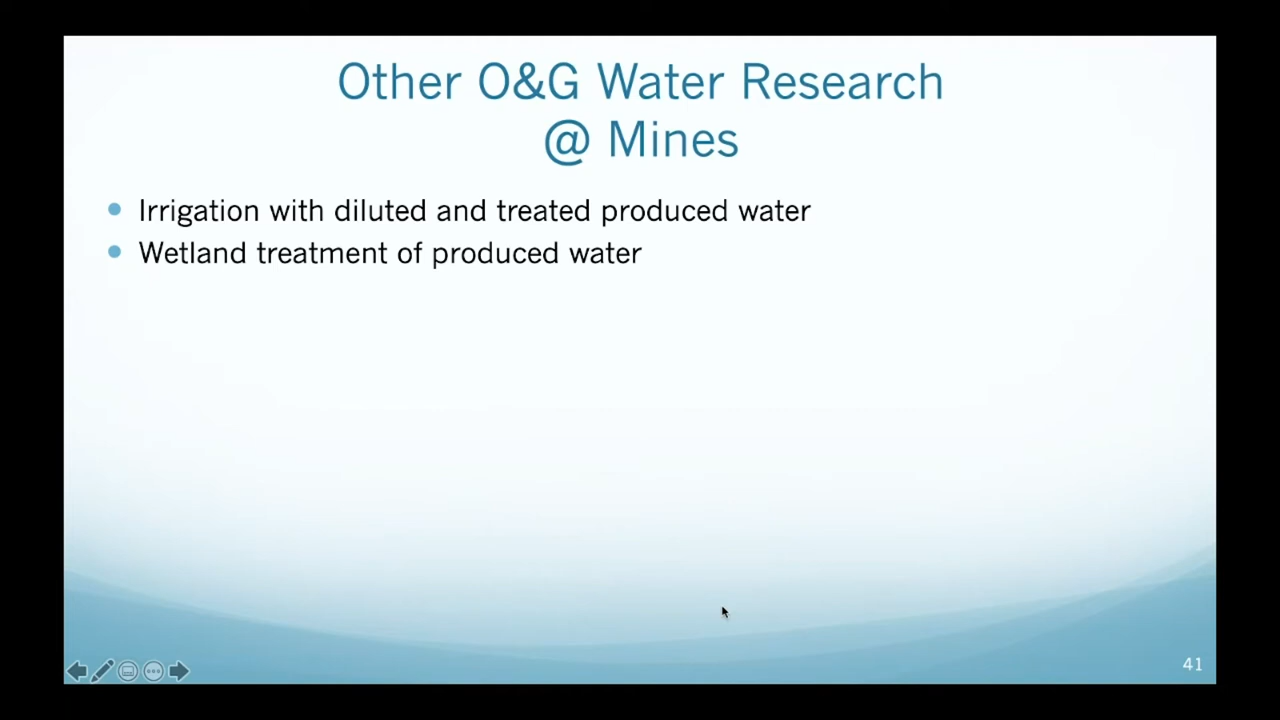 Other O&G Water Research
@ Mines
Irrigation with diluted and treated produced water
Wetland treatment of produced water
41